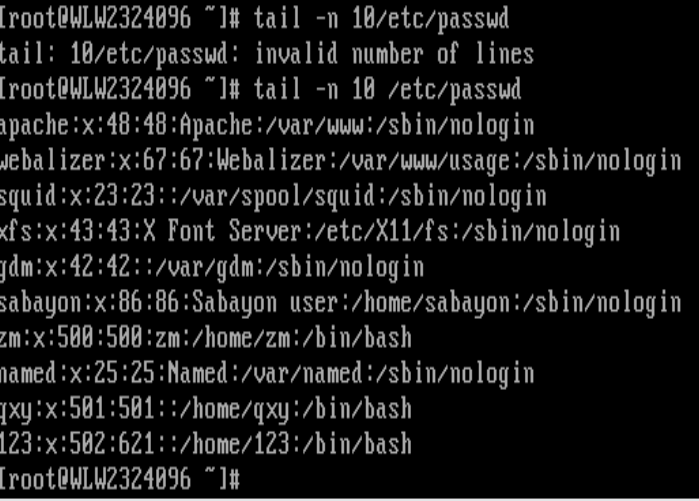 [root@WLW2324096 ~]# tail -n 10/etc/passwd
tail: 10/etc/passwd: invalid number of lines
[root@WLW2324096 ~]# tail -n 10 /etc/passwd
apache:x:48:48:Apache:/var/www:/sbin/nologin
webalizer:x:67:67:Webalizer:/var/www/usage:/sbin/nologin
squid:x:23:23::/var/spool/squid:/sbin/nologin
xfs:x:43:43:X Font Server:/etc/X11/fs:/sbin/nologin
gdm:x:42:42::/var/gdm:/sbin/nologin
sabayon:x:86:86:Sabayon user:/home/sabayon:/sbin/nologin
zm:x:500:500:zm:/home/zm:/bin/bash
named:x:25:25:Named:/var/named:/sbin/nologin
qxy:x:501:501::/home/qxy:/bin/bash
123:x:502:621::/home/123:/bin/bash
[root@WLW2324096 ~]#